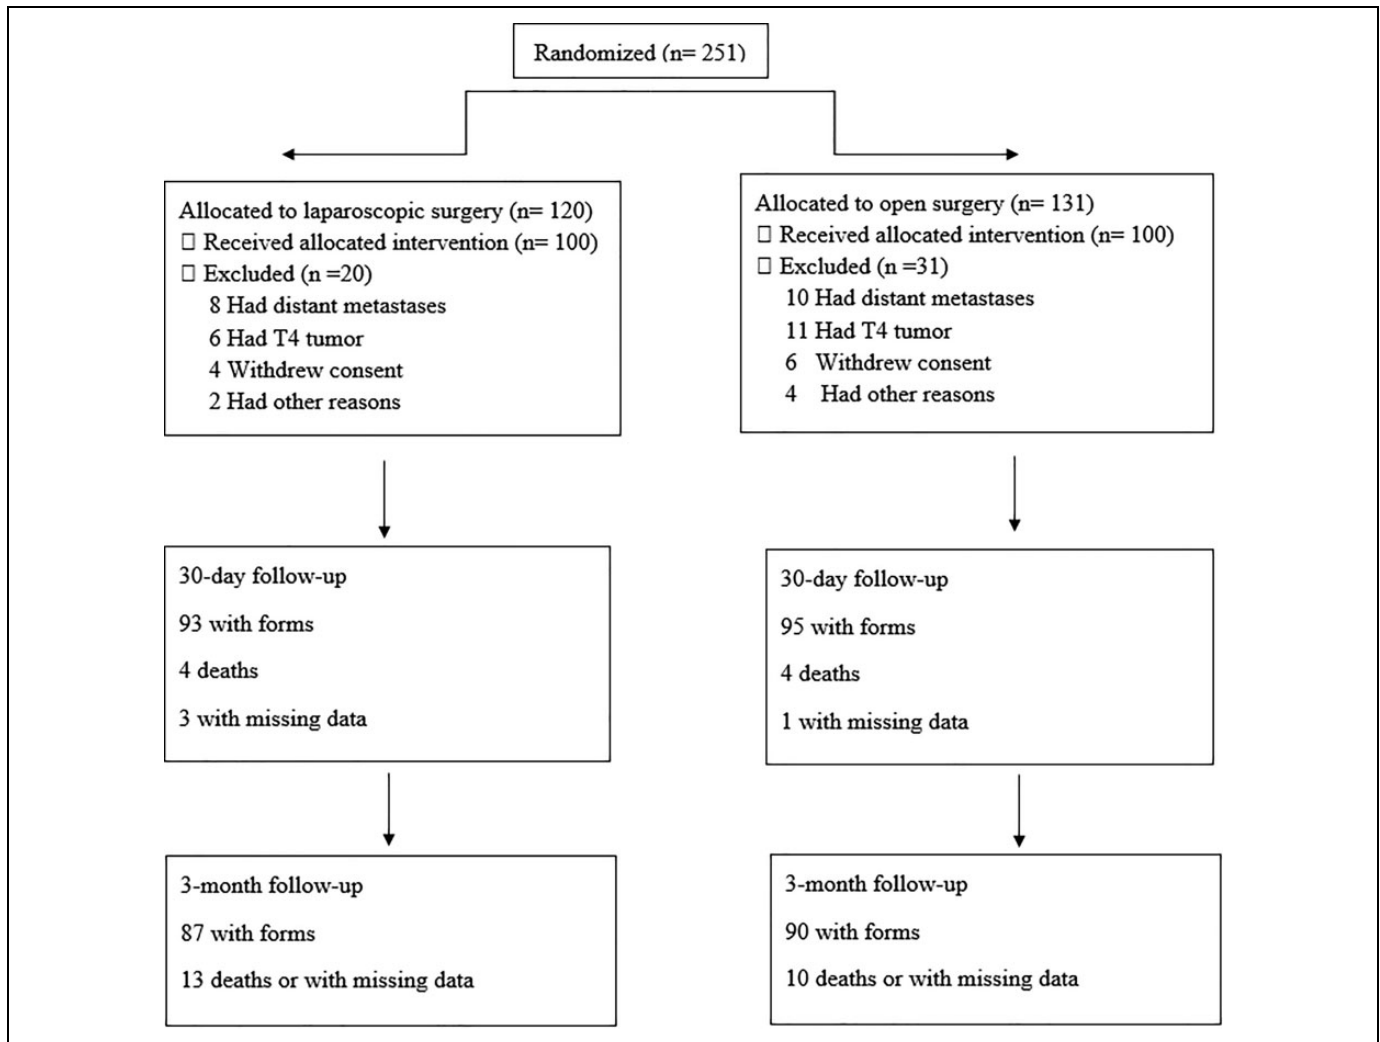 Randomized (n= 251)
Allocated to laparoscopic surgery (n= 120)
□ Received allocated intervention (n= 100)
□ Excluded (n =20)
8 Had distant metastases
6 Had T4 tumor
4 Withdrew consent
2 Had other reasons
Allocated to open surgery (n= 131)
□ Received allocated intervention (n= 100)
□ Excluded (n =31)
10 Had distant metastases
11 Had T4 tumor
6 Withdrew consent
4 Had other reasons
30-day follow-up
93 with forms
4 deaths
3 with missing data
30-day follow-up
95 with forms
4 deaths
1 with missing data
3-month follow-up
87 with forms
13 deaths or with missing data
3-month follow-up
90 with forms
10 deaths or with missing data